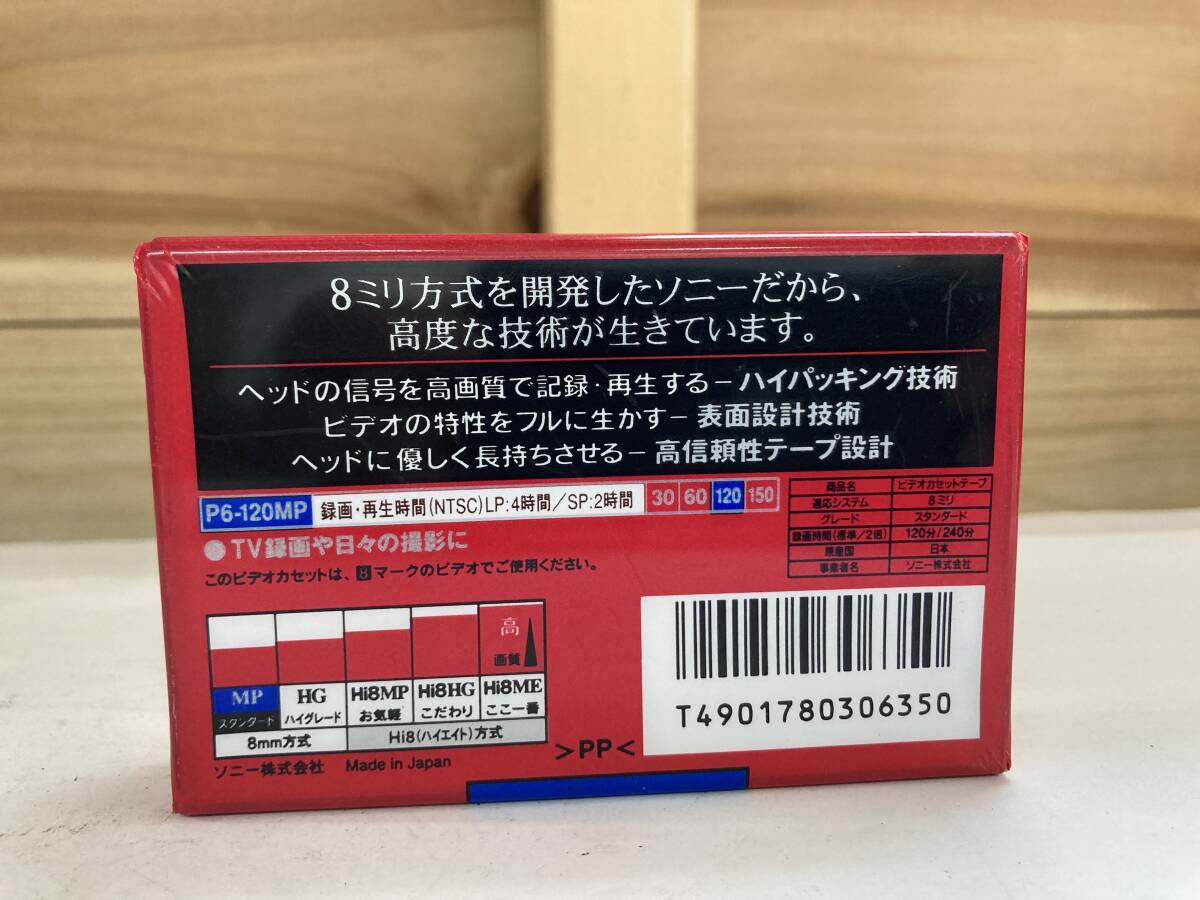 8ミリ方式を開発したソニーだから、
高度な技術が生きています。
ヘッドの信号を高画質で記録・再生する－ハイパッキング技術
ビデオの特性をフルに生かす－表面設計技術
ヘッドに優しく長持ちさせる－高信頼性テープ設計
P6-120MP 録画・再生時間(NTSC)LP:4時間／SP:2時間 30 60 120 150
TV録画や日々の撮影に
このビデオカセットは、8マークのビデオでご使用ください。
商品名 ビデオカセットテープ
適応システム 8ミリ
グレード スタンダード
録画時間(標準/2倍) 120分/240分
原産国 日本
事業者名 ソニー株式会社
高
画質
MP HG Hi8MP Hi8HG Hi8ME
スタンダード ハイグレード お気軽 こだわり ここ一番
8mm方式 Hi8(ハイエイト)方式
ソニー株式会社 Made in Japan
>PP<
T4901780306350